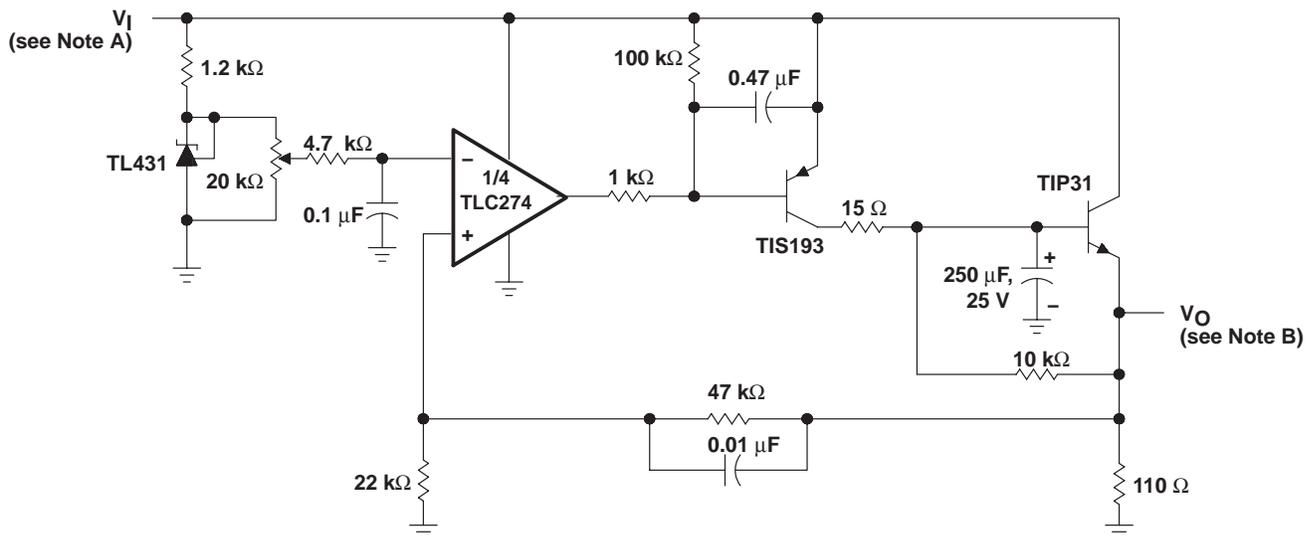 VI
(see Note A)
1.2 kΩ
TL431
20 kΩ
4.7 kΩ
0.1 μF
−
1/4
TLC274
+
1 kΩ
100 kΩ
0.47 μF
TIS193
15 Ω
TIP31
250 μF,
25 V
+
−
VO
(see Note B)
10 kΩ
47 kΩ
0.01 μF
22 kΩ
110 Ω